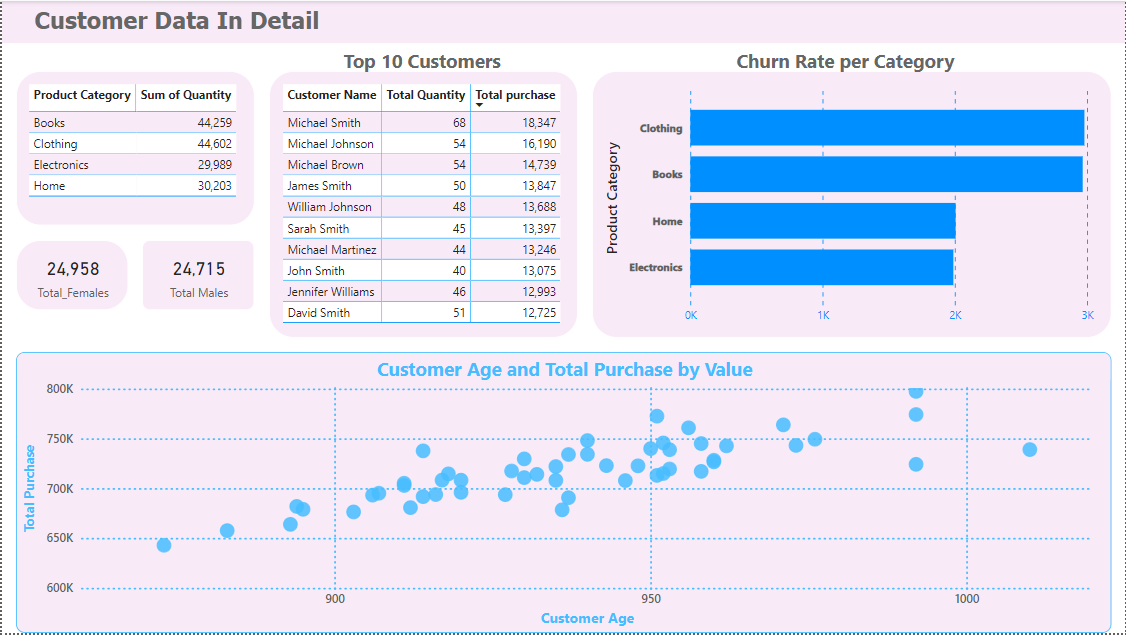 Customer Data In Detail
Product Category Sum of Quantity
Books 44,259
Clothing 44,602
Electronics 29,989
Home 30,203
24,958
Total_Females
24,715
Total Males
Top 10 Customers
Customer Name Total Quantity Total purchase
Michael Smith 68 18,347
Michael Johnson 54 16,190
Michael Brown 54 14,739
James Smith 50 13,847
William Johnson 48 13,688
Sarah Smith 45 13,397
Michael Martinez 44 13,246
John Smith 40 13,075
Jennifer Williams 46 12,993
David Smith 51 12,725
Churn Rate per Category
Product Category
Clothing
Books
Home
Electronics
0K 1K 2K 3K
Customer Age and Total Purchase by Value
Total Purchase
800K
750K
700K
650K
600K
900 950 1000
Customer Age